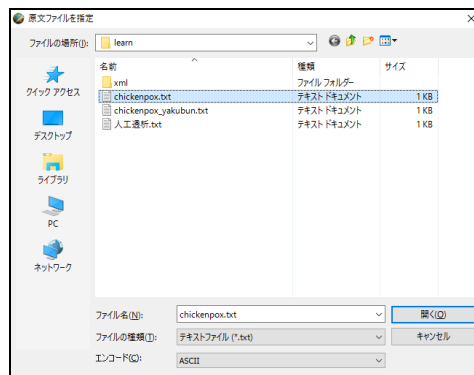 原文ファイルを指定
ファイルの場所(I):
learn
名前
種類
サイズ
xml
ファイル フォルダー
chickenpox.txt
テキスト ドキュメント
1 KB
chickenpox_yakubun.txt
テキスト ドキュメント
1 KB
人工透析.txt
テキスト ドキュメント
1 KB
クイック アクセス
デスクトップ
ライブラリ
PC
ネットワーク
ファイル名(N):
chickenpox.txt
開く(O)
ファイルの種類(T):
テキストファイル (*.txt)
キャンセル
エンコード(C):
ASCII